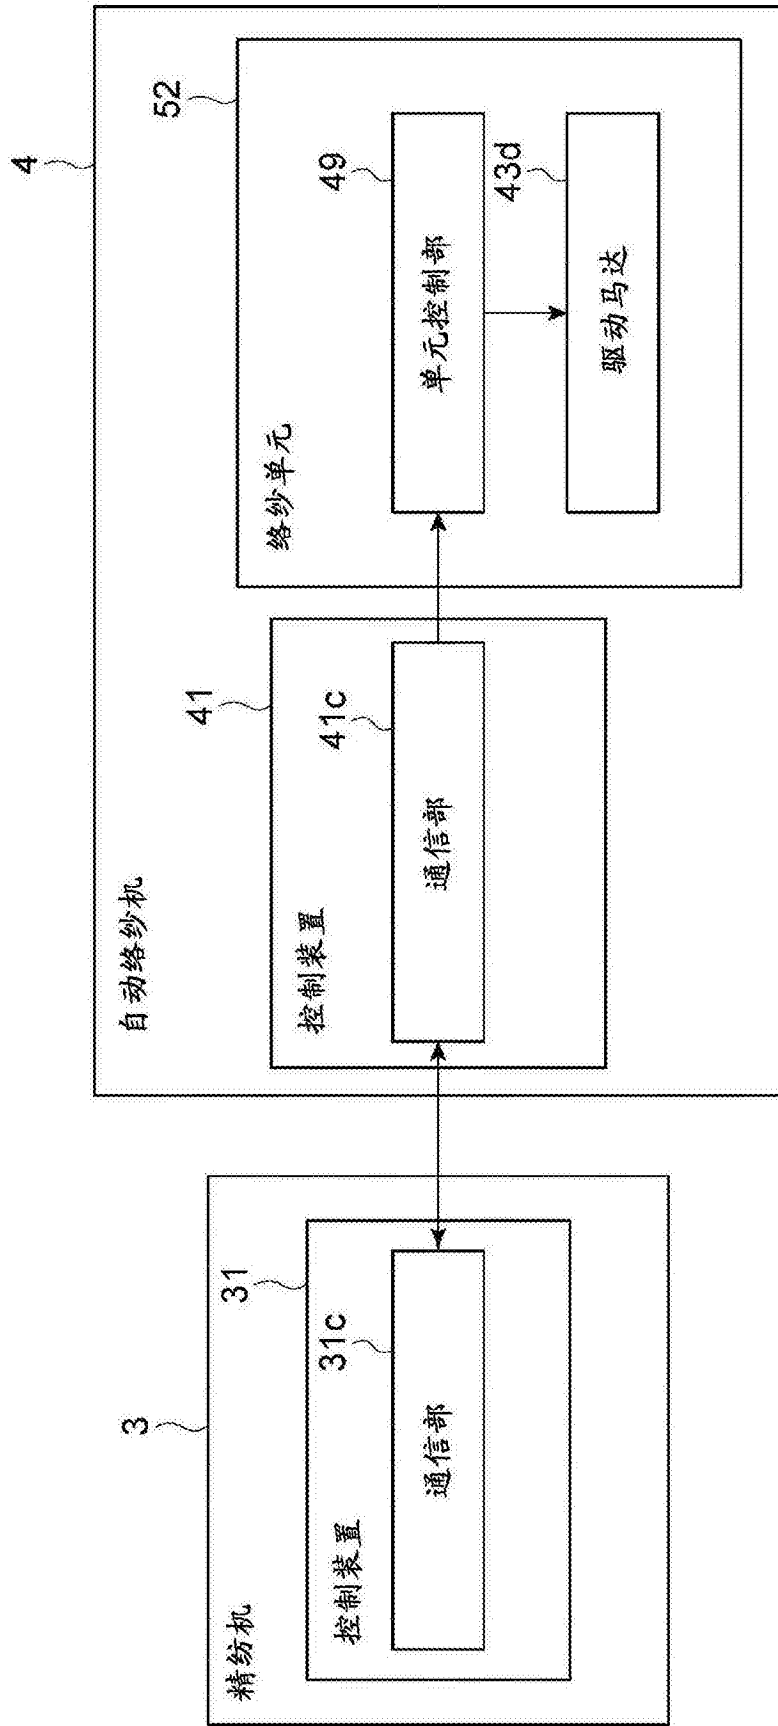 3
精纺机
31
控制装置
31c
通信部
4
自动络纱机
41
控制装置
41c
通信部
52
络纱单元
49
单元控制部
43d
驱动马达